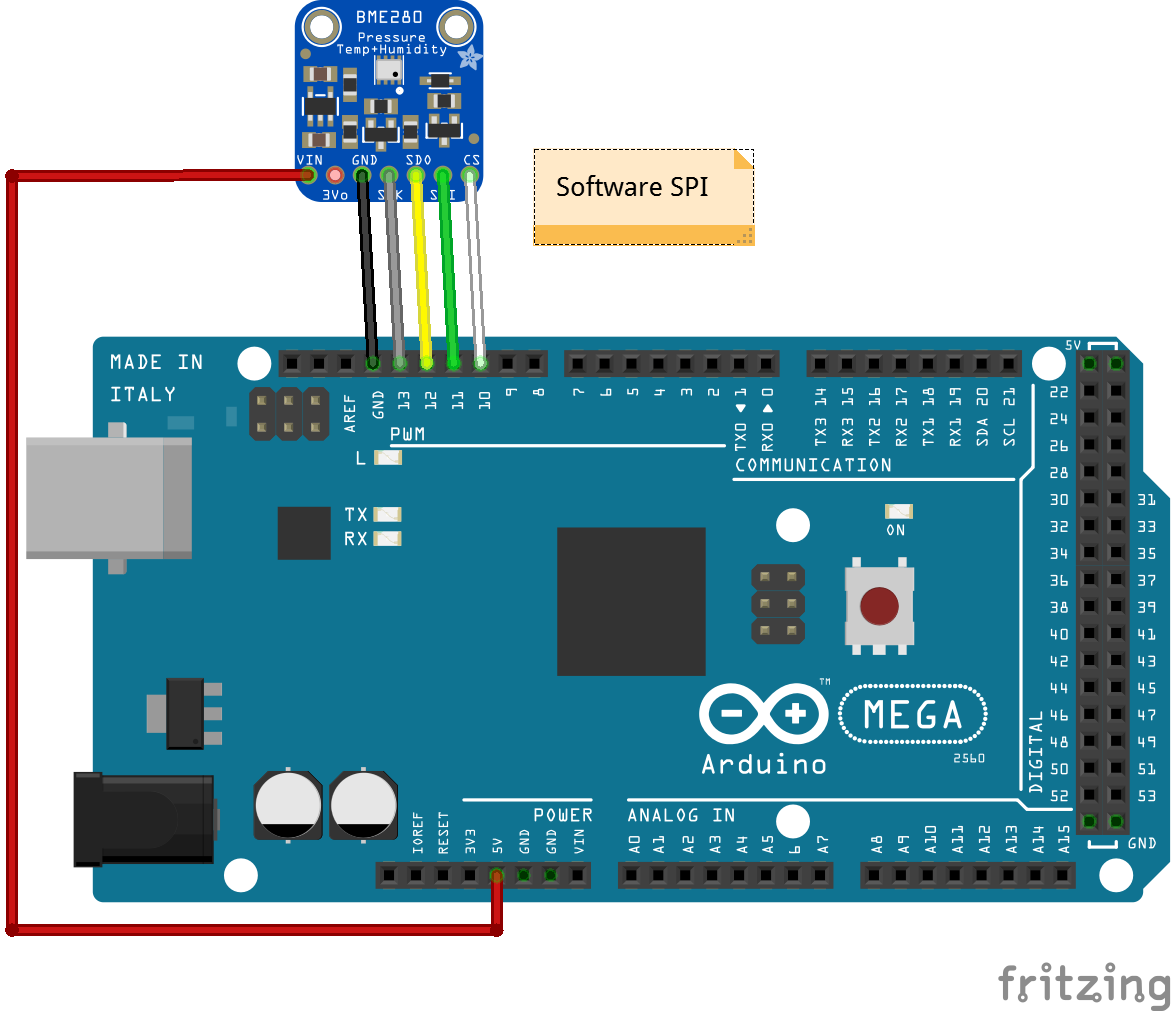 BME280
Pressure
Temp+Humidity
VIN GND SDO CS
3Vo
Software SPI
MADE IN
ITALY
5V
AREF GND 13 12 11 10 9 8 7 6 5 4 3 2 TX0 1 RX0 0
TX3 14 RX3 15 TX2 16 RX2 17 TX1 18 RX1 19 SDA 20 SCL 21
PWM
L
COMMUNICATION
TX
RX
ON
22
24
26
28
30 31
32 33
34 35
36 37
38 39
40 41
42 43
44 45
46 47
48 49
50 51
52 53
DIGITAL
GND
TM
MEGA
Arduino
2560
POWER
ANALOG IN
IOREF RESET 3V3 5V GND GND VIN
A0 A1 A2 A3 A4 A5 6 A7
A8 A9 A10 A11 A12 A13 A14 A15
fritzing